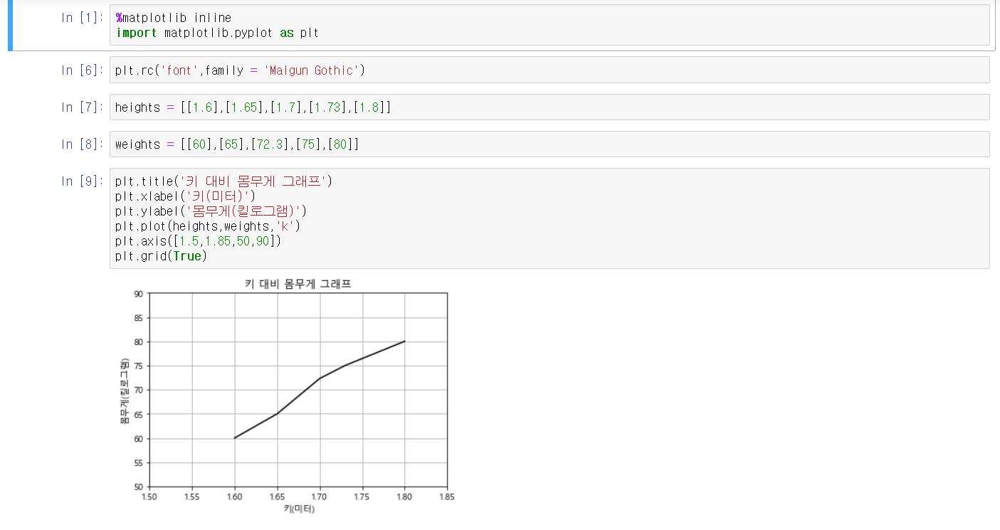 In [1]: %matplotlib inline
import matplotlib.pyplot as plt
In [6]: plt.rc('font',family = 'Malgun Gothic')
In [7]: heights = [[1.6],[1.65],[1.7],[1.73],[1.8]]
In [8]: weights = [[60],[65],[72.3],[75],[80]]
In [9]: plt.title('키 대비 몸무게 그래프')
plt.xlabel('키(미터)')
plt.ylabel('몸무게(킬로그램)')
plt.plot(heights,weights,'k')
plt.axis([1.5,1.85,50,90])
plt.grid(True)
키 대비 몸무게 그래프
90
85
80
75
70
65
60
55
50
몸무게(킬로그램)
1.50 1.55 1.60 1.65 1.70 1.75 1.80 1.85
키(미터)